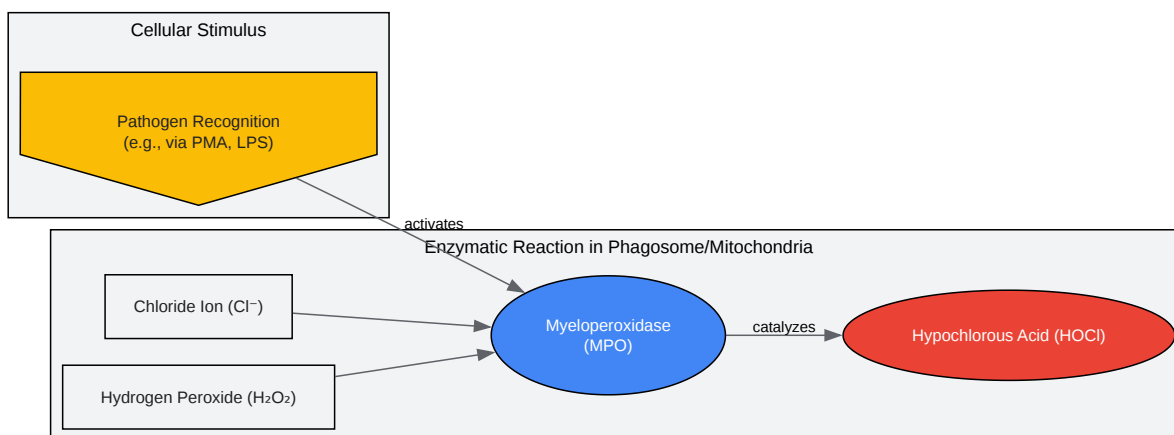 Cellular Stimulus
Pathogen Recognition
(e.g., via PMA, LPS)
activates
Enzymatic Reaction in Phagosome/Mitochondria
Chloride Ion (Cl⁻)
Myeloperoxidase
(MPO)
catalyzes
Hypochlorous Acid (HOCl)
Hydrogen Peroxide (H₂O₂)